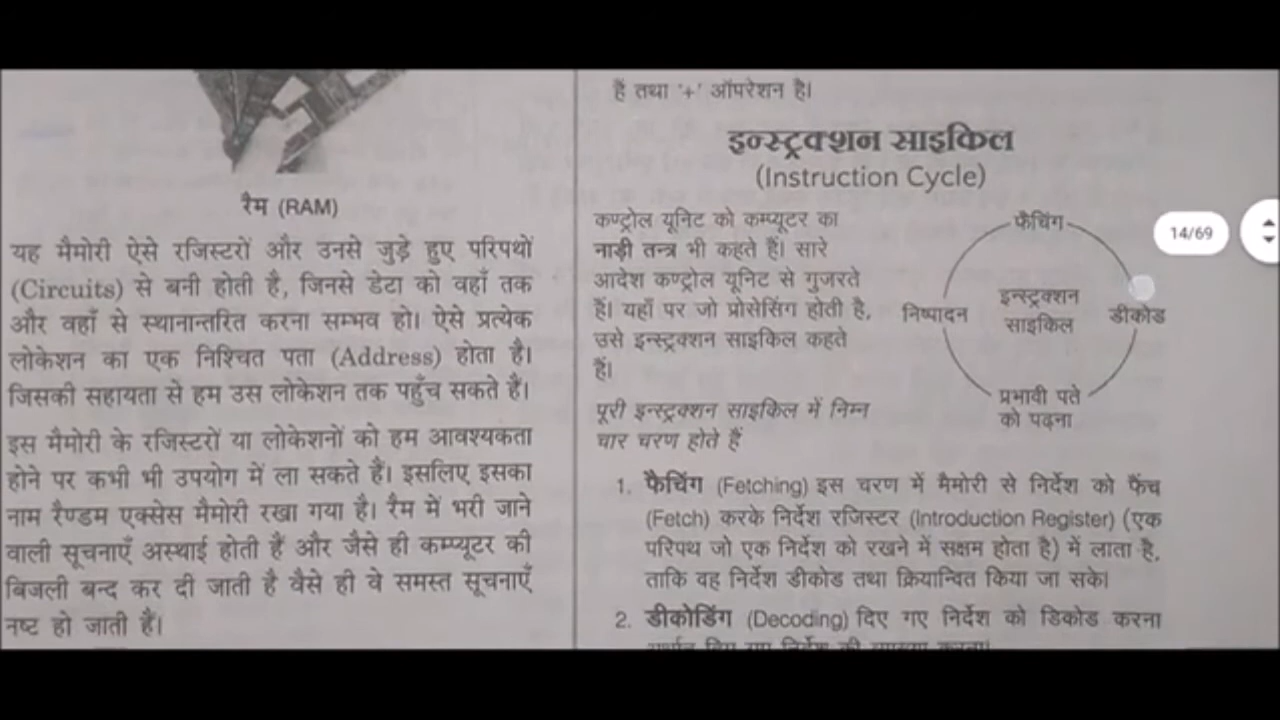 रैम (RAM)
यह मैमोरी ऐसे रजिस्टरों और उनसे जुड़े हुए परिपथों
(Circuits) से बनी होती है, जिनसे डेटा को वहाँ तक
और वहाँ से स्थानान्तरित करना सम्भव हो। ऐसे प्रत्येक
लोकेशन का एक निश्चित पता (Address) होता है।
जिसकी सहायता से हम उस लोकेशन तक पहुँच सकते हैं।
इस मैमोरी के रजिस्टरों या लोकेशनों को हम आवश्यकता
होने पर कभी भी उपयोग में ला सकते हैं। इसलिए इसका
नाम रैण्डम एक्सेस मैमोरी रखा गया है। रैम में भरी जाने
वाली सूचनाएँ अस्थाई होती हैं और जैसे ही कम्प्यूटर की
बिजली बन्द कर दी जाती है वैसे ही वे समस्त सूचनाएँ
नष्ट हो जाती हैं।
हैं तथा '+' ऑपरेशन है।
इन्स्ट्रक्शन साइकिल
(Instruction Cycle)
कण्ट्रोल यूनिट को कम्प्यूटर का
नाड़ी तन्त्र भी कहते हैं। सारे
आदेश कण्ट्रोल यूनिट से गुजरते
हैं। यहाँ पर जो प्रोसेसिंग होती है,
उसे इन्स्ट्रक्शन साइकिल कहते
हैं।
पूरी इन्स्ट्रक्शन साइकिल में निम्न
चार चरण होते हैं
फैचिंग
निष्पादन
इन्स्ट्रक्शन
साइकिल
डीकोड
प्रभावी पते
को पढ़ना
14/69
1. फैचिंग (Fetching) इस चरण में मैमोरी से निर्देश को फैंच
(Fetch) करके निर्देश रजिस्टर (Introduction Register) (एक
परिपथ जो एक निर्देश को रखने में सक्षम होता है) में लाता है,
ताकि वह निर्देश डीकोड तथा क्रियान्वित किया जा सके।
2. डीकोडिंग (Decoding) दिए गए निर्देश को डिकोड करना